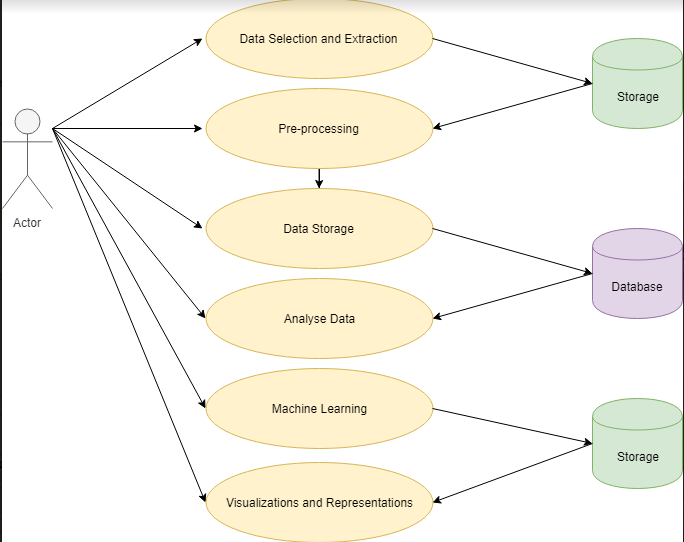 Data Selection and Extraction
Storage
Pre-processing
Actor
Data Storage
Database
Analyse Data
Machine Learning
Storage
Visualizations and Representations